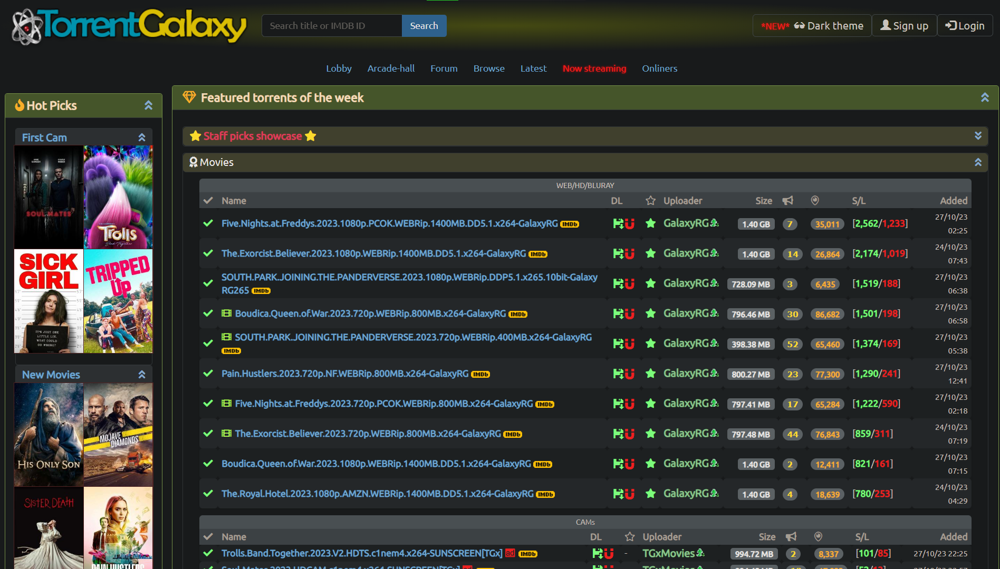 TorrentGalaxy
Search title or IMDB ID
Search
*NEW* Dark theme
Sign up
Login
Lobby
Arcade-hall
Forum
Browse
Latest
Now streaming
Onliners
Hot Picks
First Cam
SOUL MATES
Trolls
Band Together
SICK
GIRL
IT'S JUST ONE
LITTLE LIE.
WHAT COULD
GO WRONG?
TRIPPED
UP
New Movies
HIS ONLY SON
MOJAVE
DIAMONDS
SISTER DEATH
PAIN HUSTLERS
Featured torrents of the week
Staff picks showcase
Movies
WEB/HD/BLURAY
Name DL Uploader Size S/L Added
Five.Nights.at.Freddys.2023.1080p.PCOK.WEBRip.1400MB.DD5.1.x264-GalaxyRG IMDb GalaxyRG 1.40 GB 7 35,011 [2,562/1,233] 27/10/23
02:25
The.Exorcist.Believer.2023.1080p.WEBRip.1400MB.DD5.1.x264-GalaxyRG IMDb GalaxyRG 1.40 GB 14 26,864 [2,174/1,019] 24/10/23
07:43
SOUTH.PARK.JOINING.THE.PANDERVERSE.2023.1080p.WEBRip.DDP5.1.x265.10bit-Galaxy
RG265 IMDb GalaxyRG 728.09 MB 3 6,435 [1,519/188] 27/10/23
06:38
Boudica.Queen.of.War.2023.720p.WEBRip.800MB.x264-GalaxyRG IMDb GalaxyRG 796.46 MB 30 86,682 [1,501/198] 27/10/23
06:58
SOUTH.PARK.JOINING.THE.PANDERVERSE.2023.720p.WEBRip.400MB.x264-GalaxyRG
IMDb GalaxyRG 398.38 MB 52 65,460 [1,374/169] 27/10/23
05:38
Pain.Hustlers.2023.720p.NF.WEBRip.800MB.x264-GalaxyRG IMDb GalaxyRG 800.27 MB 23 77,300 [1,290/241] 27/10/23
12:41
Five.Nights.at.Freddys.2023.720p.PCOK.WEBRip.800MB.x264-GalaxyRG IMDb GalaxyRG 797.41 MB 17 65,284 [1,222/590] 27/10/23
02:18
The.Exorcist.Believer.2023.720p.WEBRip.800MB.x264-GalaxyRG IMDb GalaxyRG 797.48 MB 44 76,843 [859/311] 24/10/23
07:19
Boudica.Queen.of.War.2023.1080p.WEBRip.1400MB.DD5.1.x264-GalaxyRG IMDb GalaxyRG 1.40 GB 2 12,411 [821/161] 27/10/23
07:15
The.Royal.Hotel.2023.1080p.AMZN.WEBRip.1400MB.DD5.1.x264-GalaxyRG IMDb GalaxyRG 1.40 GB 4 18,639 [780/253] 24/10/23
04:29
CAMs
Name DL Uploader Size S/L Added
Trolls.Band.Together.2023.V2.HDTS.c1nem4.x264-SUNSCREEN[TGx] ad IMDb - TGxMovies 994.72 MB 2 8,337 [101/85] 27/10/23 22:25
Soul.Mates.2023.HDCAM.c1nem4.x264-SUNSCREEN[TGx] TGxMovies